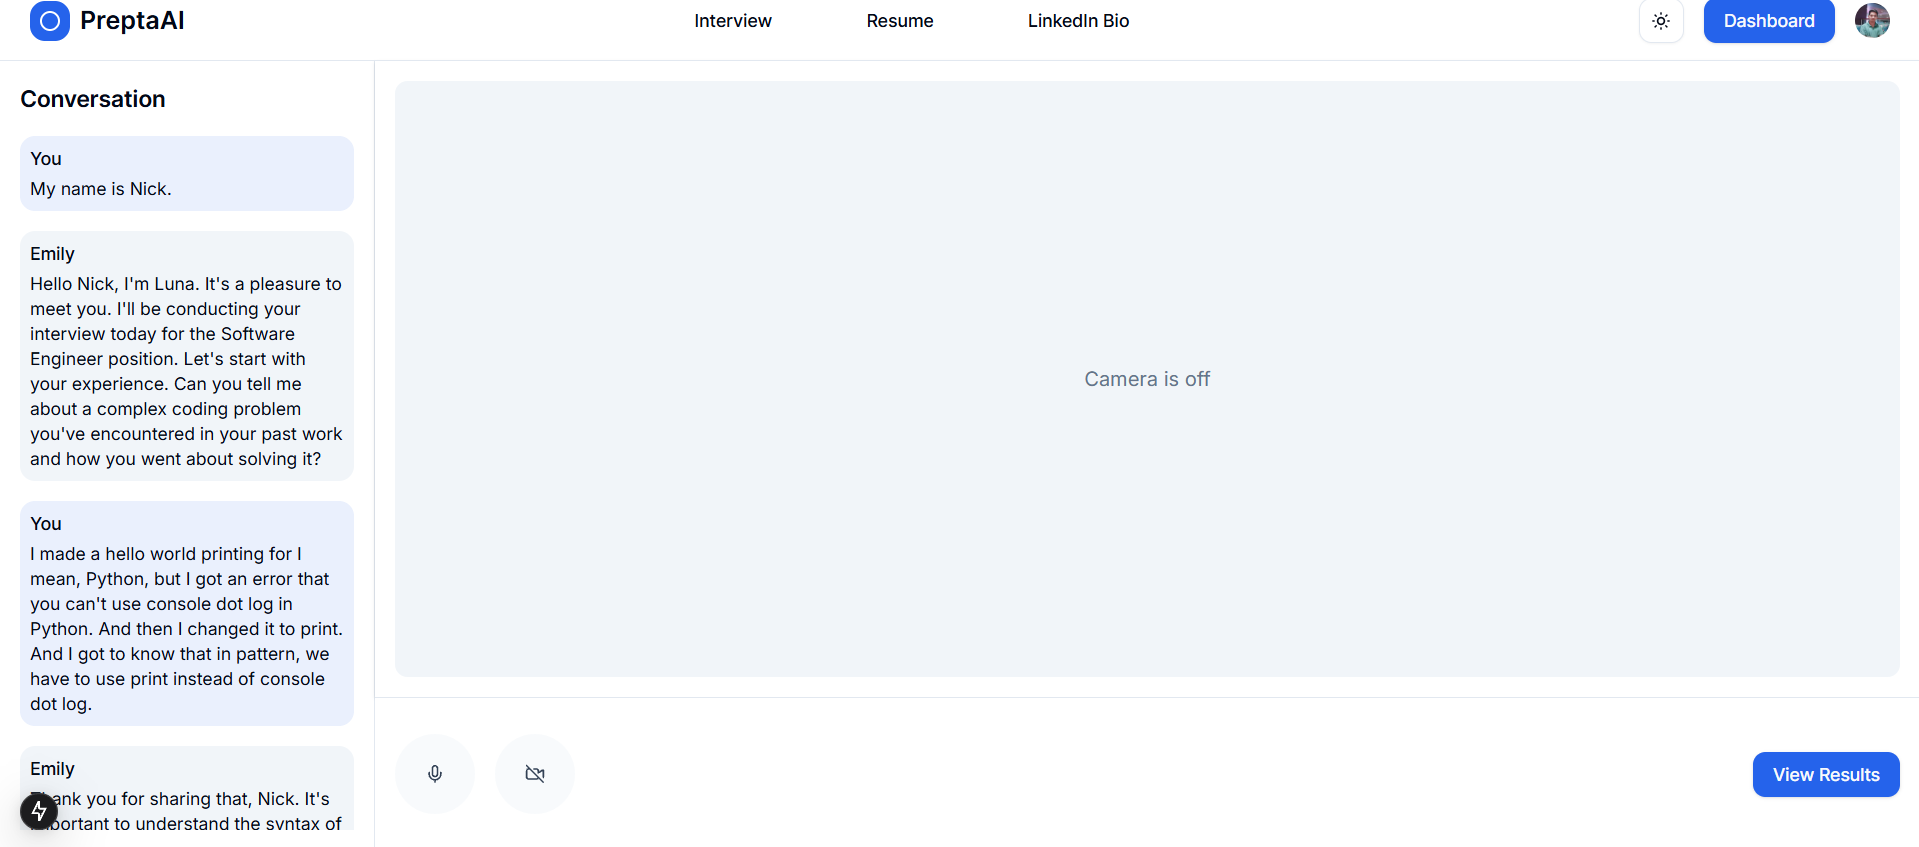 PreptaAI
Interview
Resume
LinkedIn Bio
Dashboard
Conversation
You
My name is Nick.
Emily
Hello Nick, I'm Luna. It's a pleasure to
meet you. I'll be conducting your
interview today for the Software
Engineer position. Let's start with
your experience. Can you tell me
about a complex coding problem
you've encountered in your past work
and how you went about solving it?
You
I made a hello world printing for I
mean, Python, but I got an error that
you can't use console dot log in
Python. And then I changed it to print.
And I got to know that in pattern, we
have to use print instead of console
dot log.
Emily
Thank you for sharing that, Nick. It's
important to understand the syntax of
Camera is off
View Results